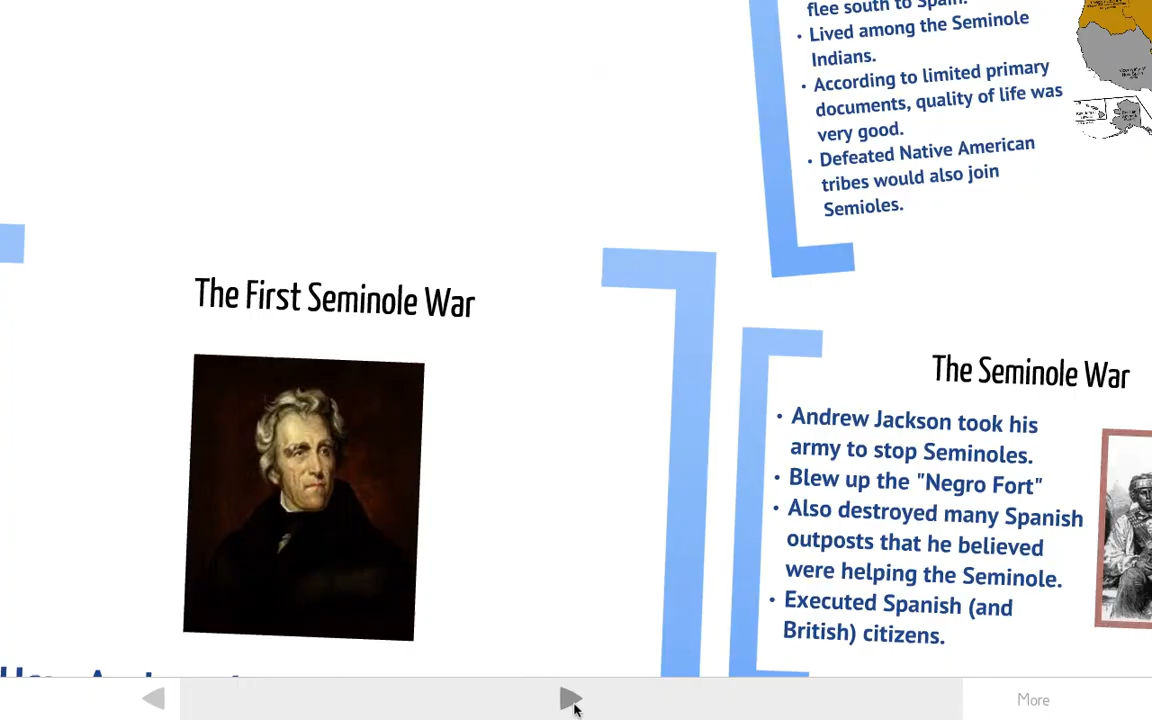 flee south to Spain.
• Lived among the Seminole
Indians.
• According to limited primary
documents, quality of life was
very good.
• Defeated Native American
tribes would also join
Semioles.
The First Seminole War
The Seminole War
• Andrew Jackson took his
army to stop Seminoles.
• Blew up the "Negro Fort"
• Also destroyed many Spanish
outposts that he believed
were helping the Seminole.
• Executed Spanish (and
British) citizens.
More